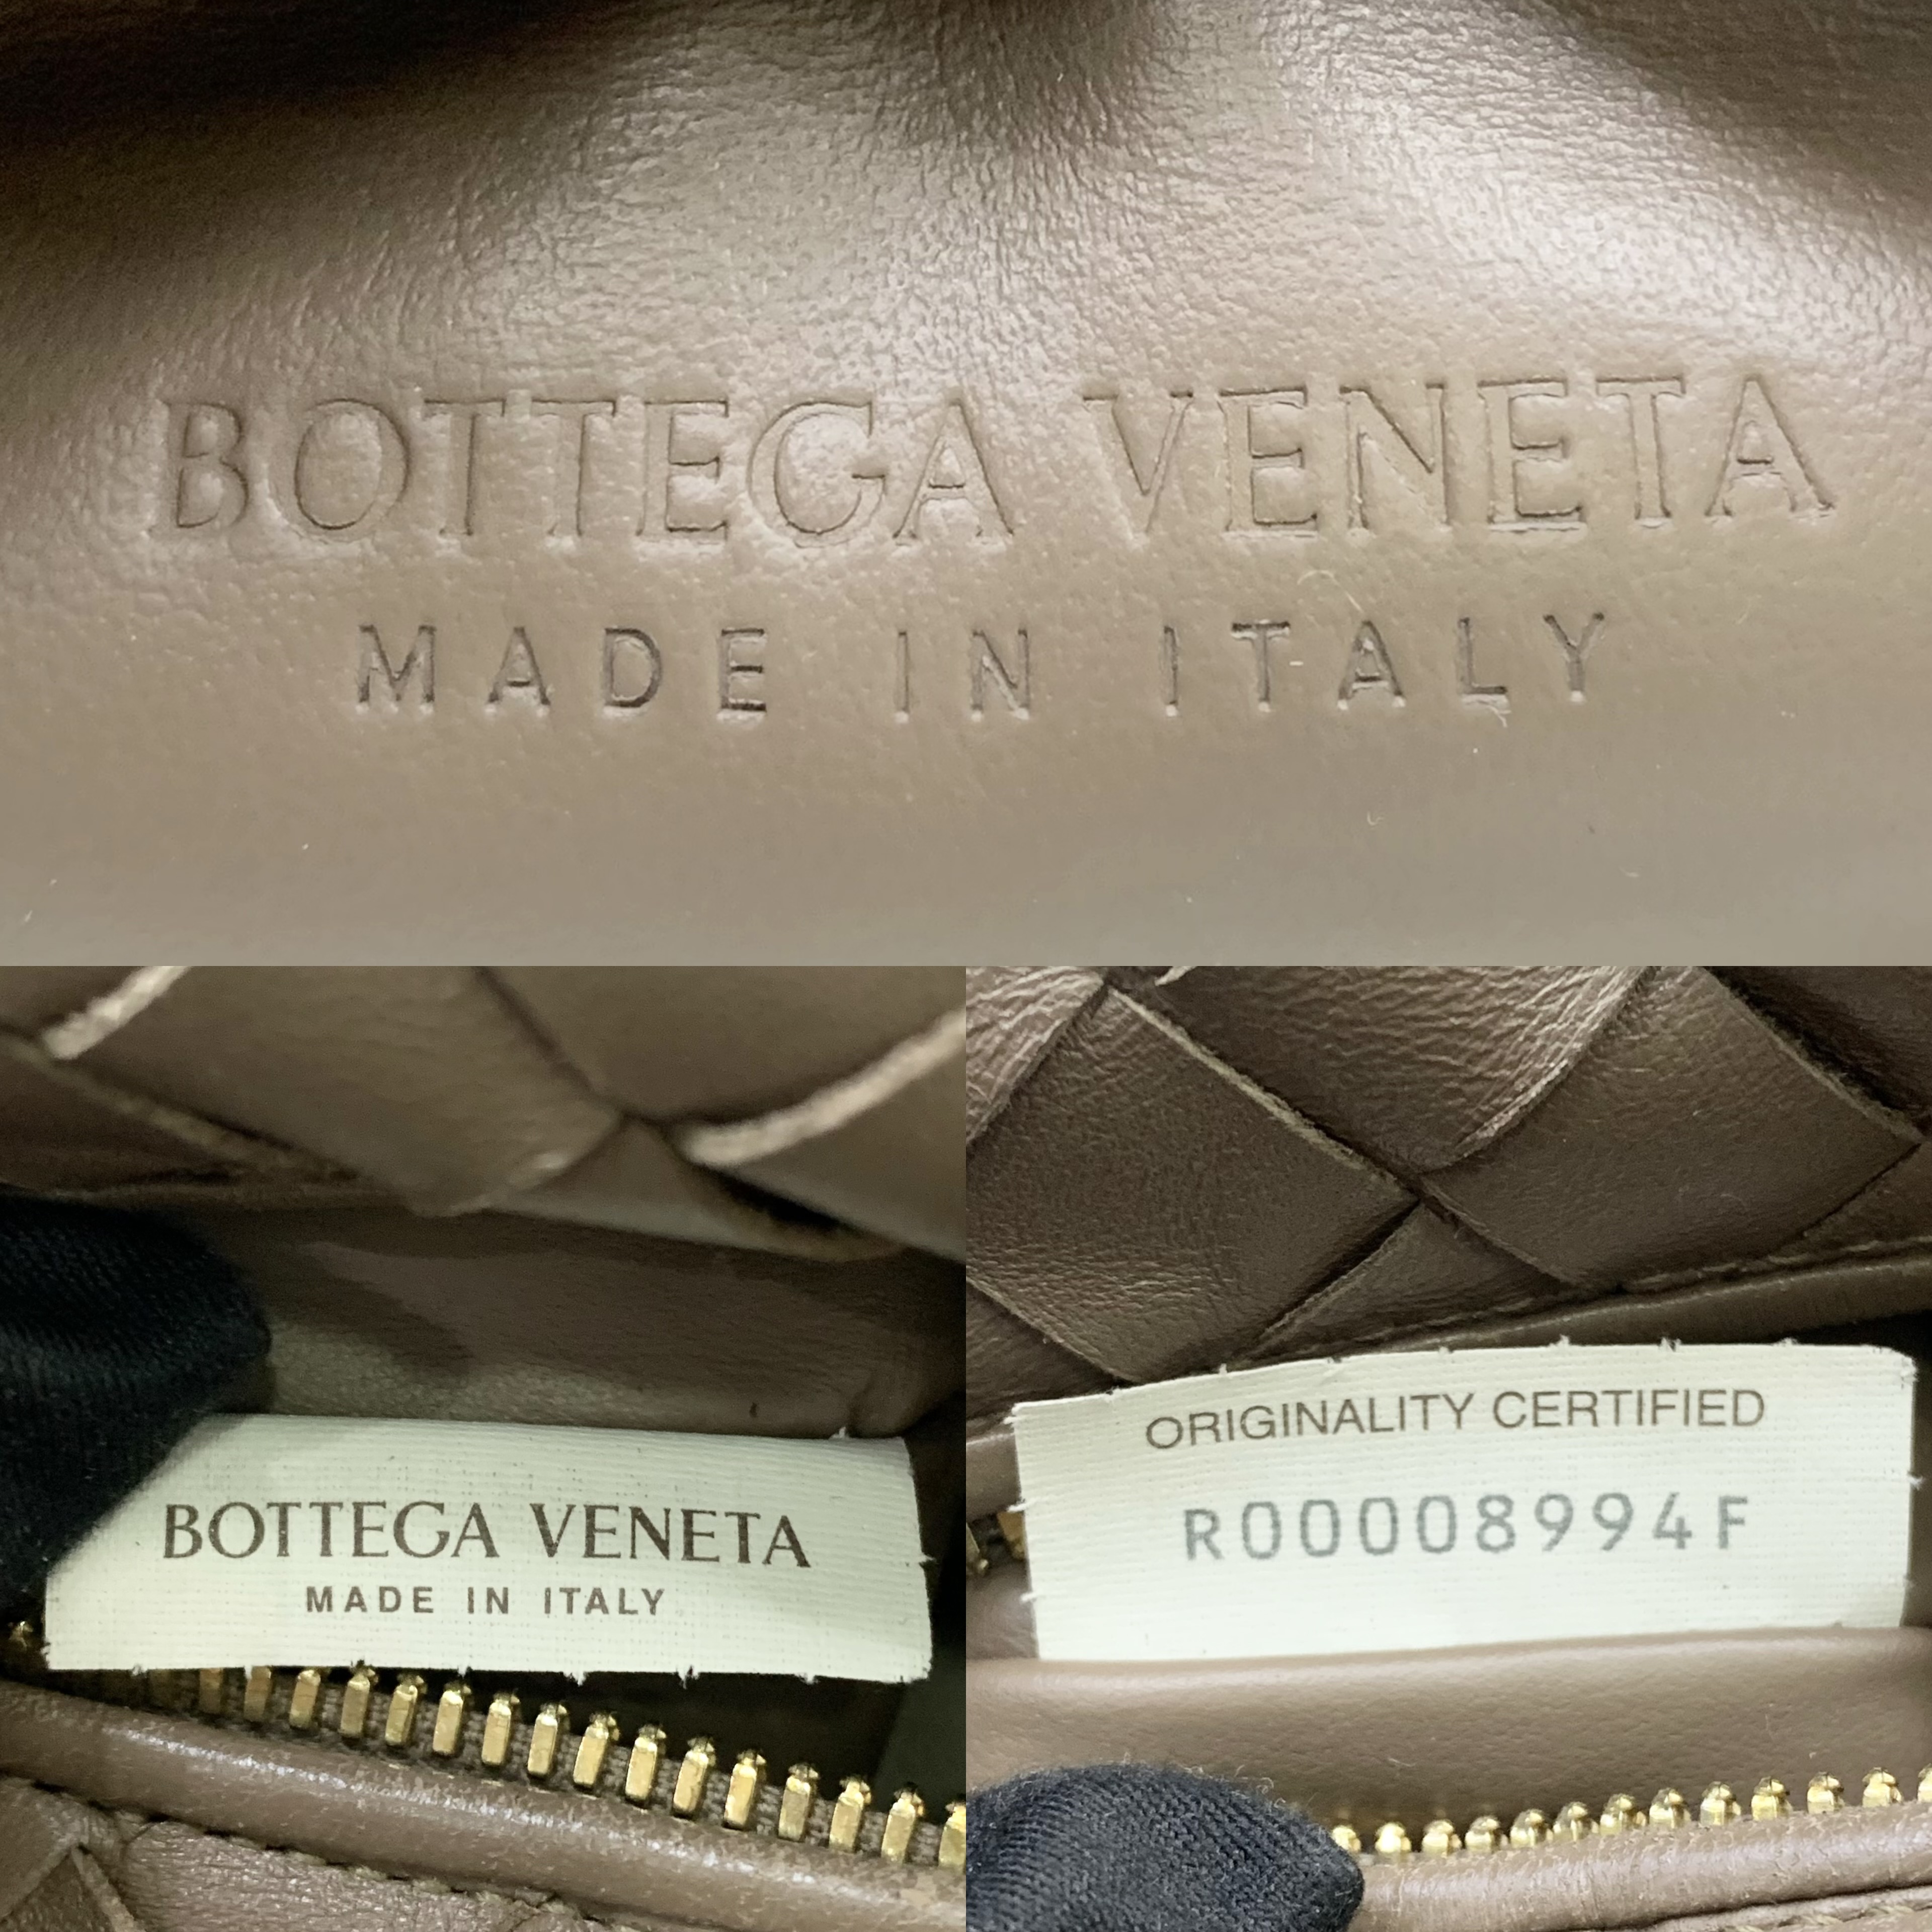 BOTTEGA VENETA
MADE IN ITALY
BOTTEGA VENETA
MADE IN ITALY
ORIGINALITY CERTIFIED
R00008994F